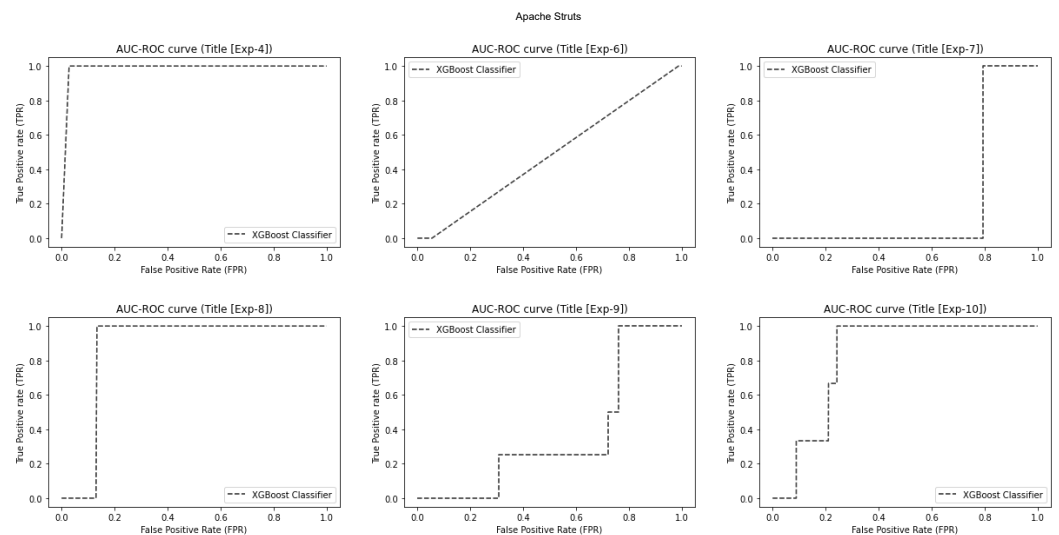 Apache Struts
AUC-ROC curve (Title [Exp-4])
True Positive rate (TPR)
1.0
0.8
0.6
0.4
0.2
0.0
XGBoost Classifier
0.0 0.2 0.4 0.6 0.8 1.0
False Positive Rate (FPR)
AUC-ROC curve (Title [Exp-6])
True Positive rate (TPR)
XGBoost Classifier
1.0
0.8
0.6
0.4
0.2
0.0
0.0 0.2 0.4 0.6 0.8 1.0
False Positive Rate (FPR)
AUC-ROC curve (Title [Exp-7])
True Positive rate (TPR)
XGBoost Classifier
1.0
0.8
0.6
0.4
0.2
0.0
0.0 0.2 0.4 0.6 0.8 1.0
False Positive Rate (FPR)
AUC-ROC curve (Title [Exp-8])
True Positive rate (TPR)
1.0
0.8
0.6
0.4
0.2
0.0
XGBoost Classifier
0.0 0.2 0.4 0.6 0.8 1.0
False Positive Rate (FPR)
AUC-ROC curve (Title [Exp-9])
True Positive rate (TPR)
XGBoost Classifier
1.0
0.8
0.6
0.4
0.2
0.0
0.0 0.2 0.4 0.6 0.8 1.0
False Positive Rate (FPR)
AUC-ROC curve (Title [Exp-10])
True Positive rate (TPR)
1.0
0.8
0.6
0.4
0.2
0.0
XGBoost Classifier
0.0 0.2 0.4 0.6 0.8 1.0
False Positive Rate (FPR)